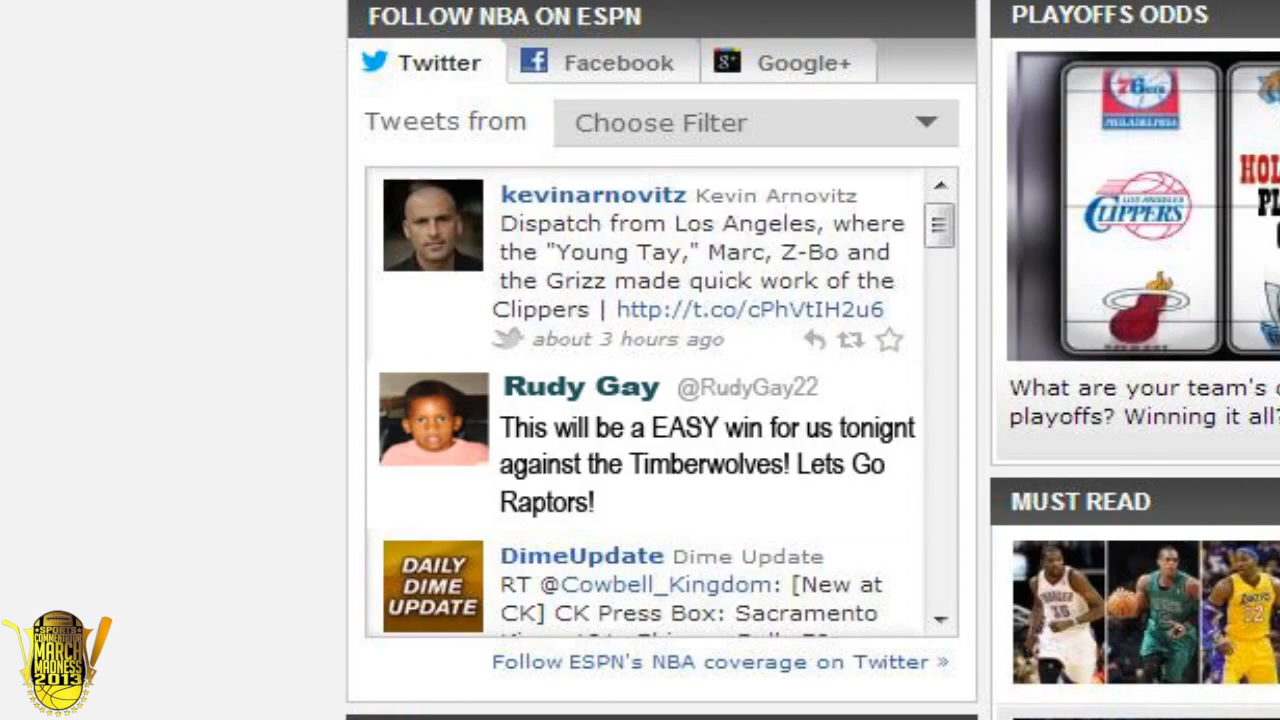 FOLLOW NBA ON ESPN
Twitter
Facebook
Google+
Tweets from
Choose Filter
kevinarnovitz Kevin Arnovitz
Dispatch from Los Angeles, where
the "Young Tay," Marc, Z-Bo and
the Grizz made quick work of the
Clippers | http://t.co/cPhVtIH2u6
about 3 hours ago
Rudy Gay @RudyGay22
This will be a EASY win for us tonignt
against the Timberwolves! Lets Go
Raptors!
DAILY
DIME
UPDATE
DimeUpdate Dime Update
RT @Cowbell_Kingdom: [New at
CK] CK Press Box: Sacramento
Follow ESPN's NBA coverage on Twitter »
PLAYOFFS ODDS
76ers
PHILADELPHIA
LOS ANGELES
CLIPPERS
What are your team's
playoffs? Winning it all?
MUST READ
SPORTS
COMMENTATOR
MARCH
MADNESS
2013